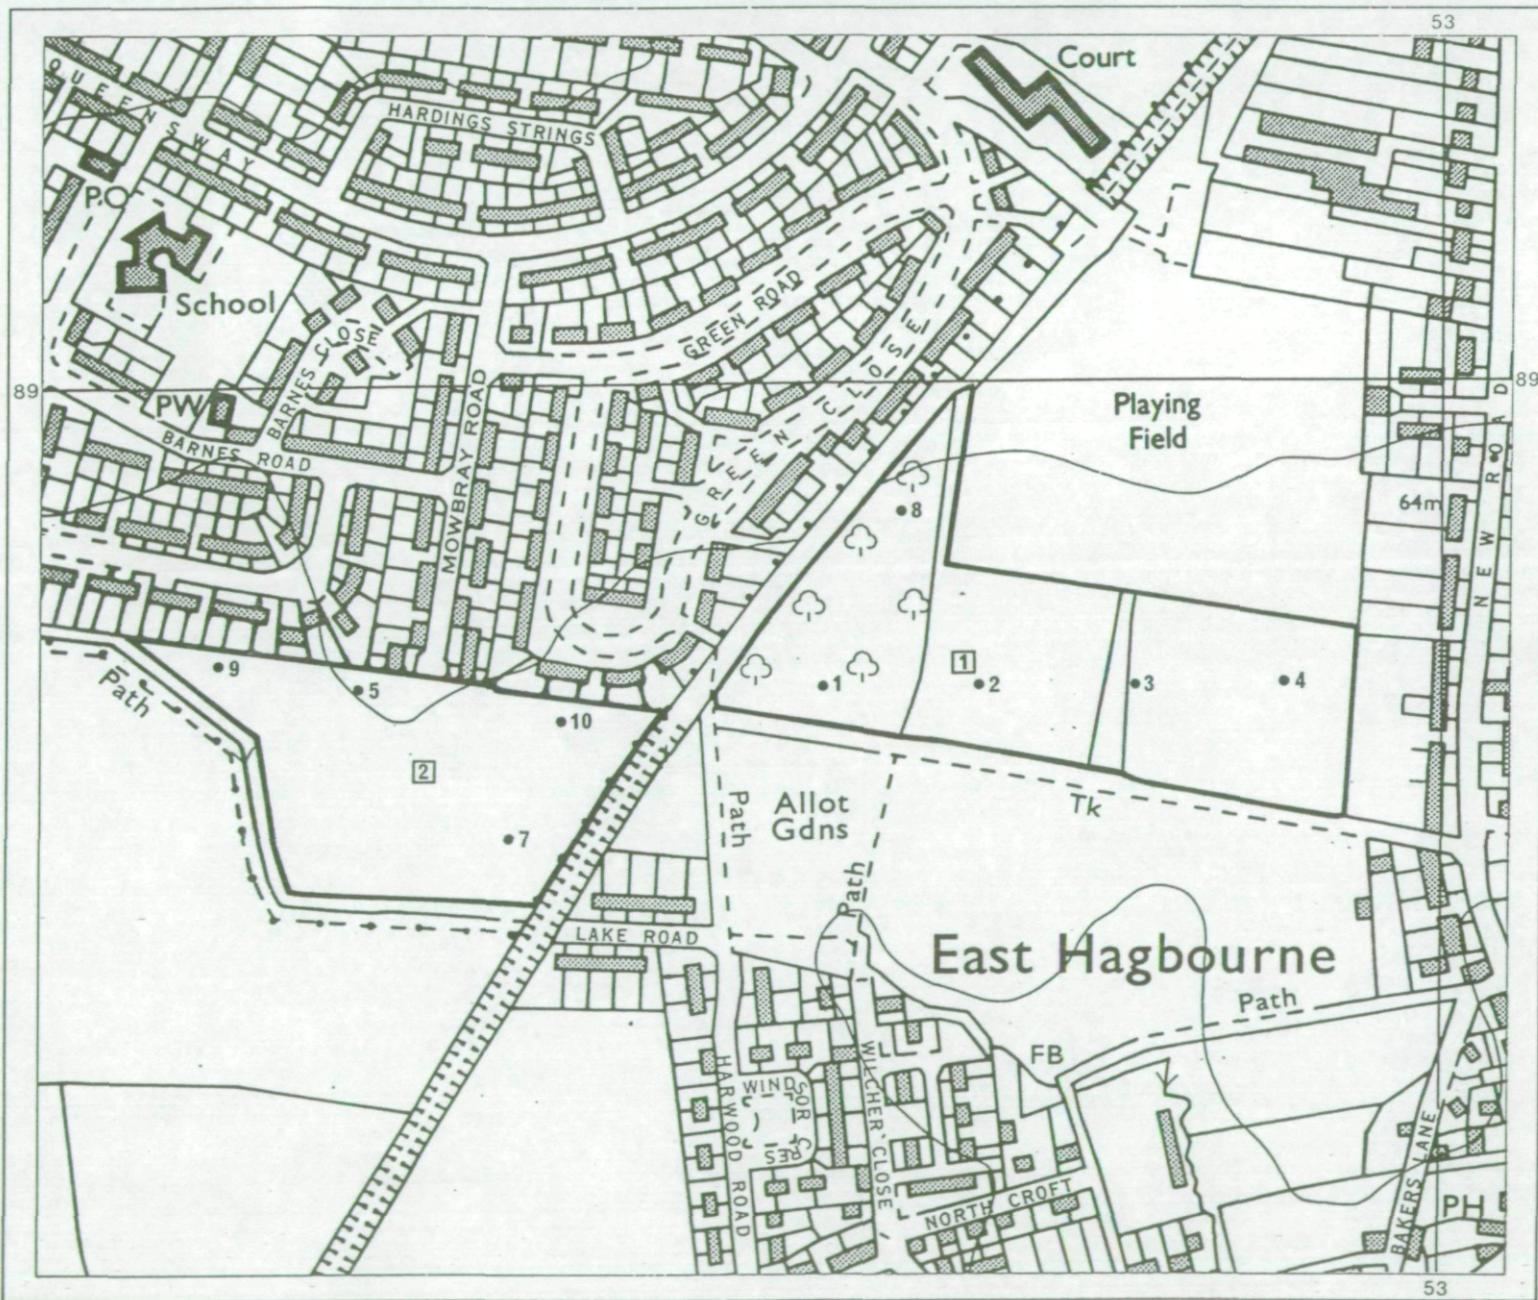 53
Court
QUEENSWAY
HARDINGS STRINGS
P.O
School
BARNES CLOSE
GREEN ROAD
GREEN CLOSE
89
89
PW
BARNES ROAD
MOWBRAY ROAD
Playing
Field
64m
NEW ROAD
8
1
9
5
1
2
3
4
10
Path
2
7
Path
Allot
Gdns
Tk
Path
LAKE ROAD
East Hagbourne
Path
FB
HARWOOD ROAD
WINDSOR CRES
WILCHER CLOSE
NORTH CROFT
BAKERS LANE
PH
53